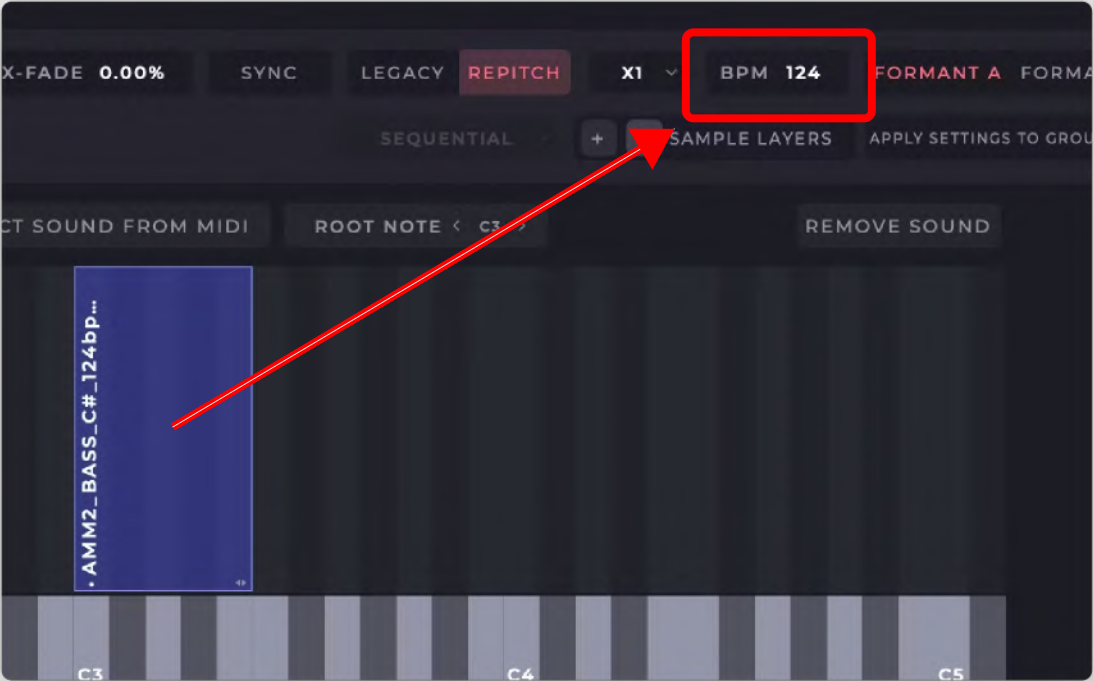 X-FADE 0.00% SYNC LEGACY REPITCH X1 BPM 124 FORMANT A FORMA
SEQUENTIAL + SAMPLE LAYERS APPLY SETTINGS TO GROU
CT SOUND FROM MIDI ROOT NOTE < C3 > REMOVE SOUND
• AMM2_BASS_C#_124bp...
C3 C4 C5